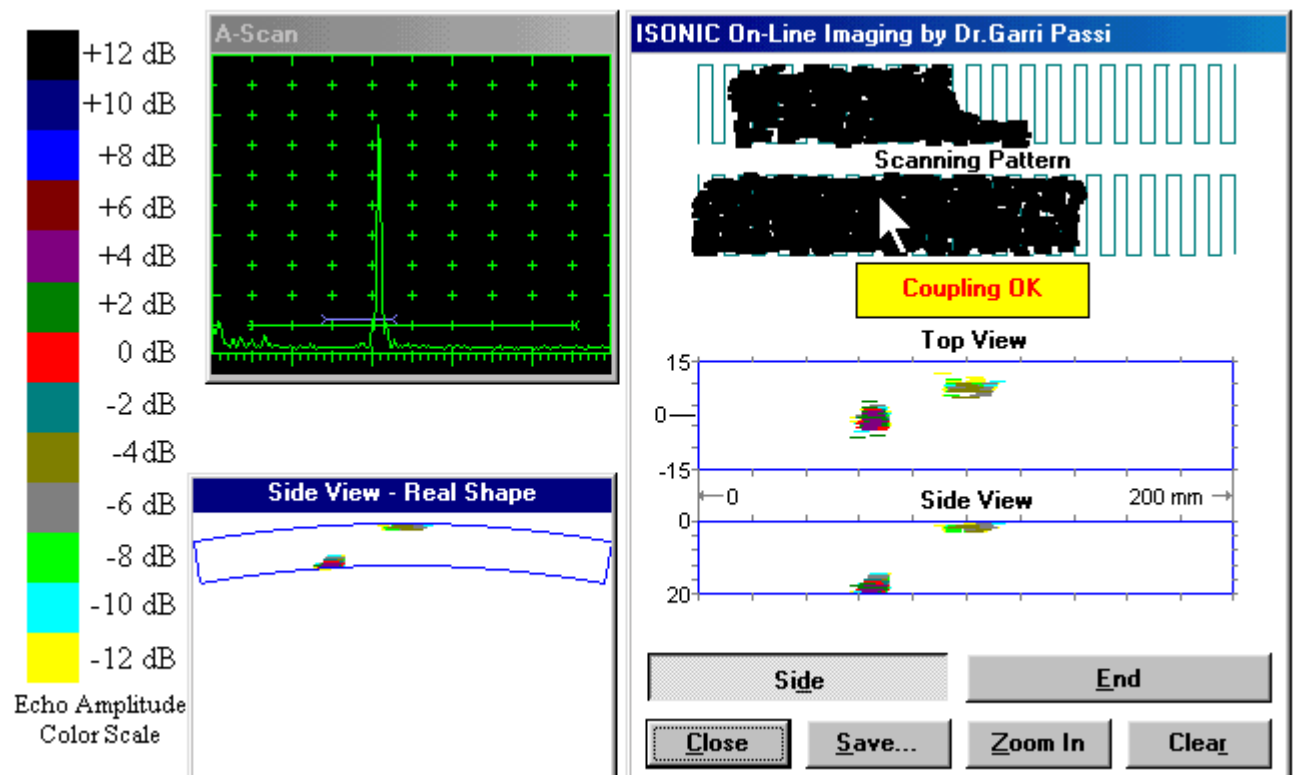 +12 dB
+10 dB
+8 dB
+6 dB
+4 dB
+2 dB
0 dB
-2 dB
-4 dB
-6 dB
-8 dB
-10 dB
-12 dB
Echo Amplitude
Color Scale
A-Scan
Side View - Real Shape
ISONIC On-Line Imaging by Dr.Garri Passi
Scanning Pattern
Coupling OK
Top View
15
0
-15
0
Side View
200 mm
0
20
Side
End
Close
Save...
Zoom In
Clear